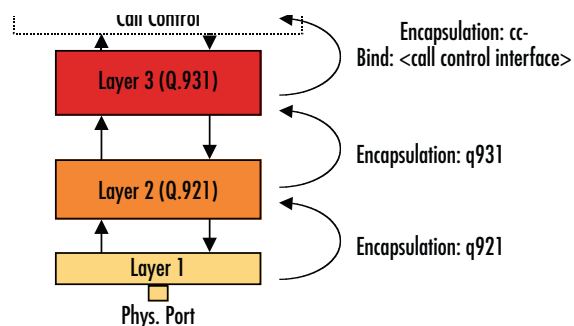 Call Control
Encapsulation: cc-
Bind: <call control interface>
Layer 3 (Q.931)
Encapsulation: q931
Layer 2 (Q.921)
Encapsulation: q921
Layer 1
Phys. Port